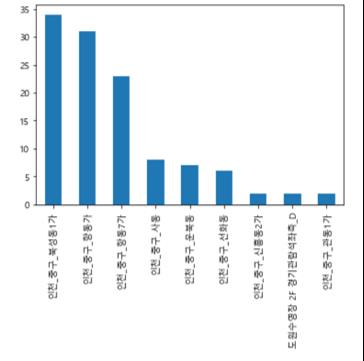 35
30
25
20
15
10
5
0
인천_중구_북성동1가
인천_중구_항동가
인천_중구_항동7가
인천_중구_사동
인천_중구_운북동
인천_중구_선화동
인천_중구_신흥동2가
도원수영장 2F 경기관람석좌측_D
인천_중구_관동1가